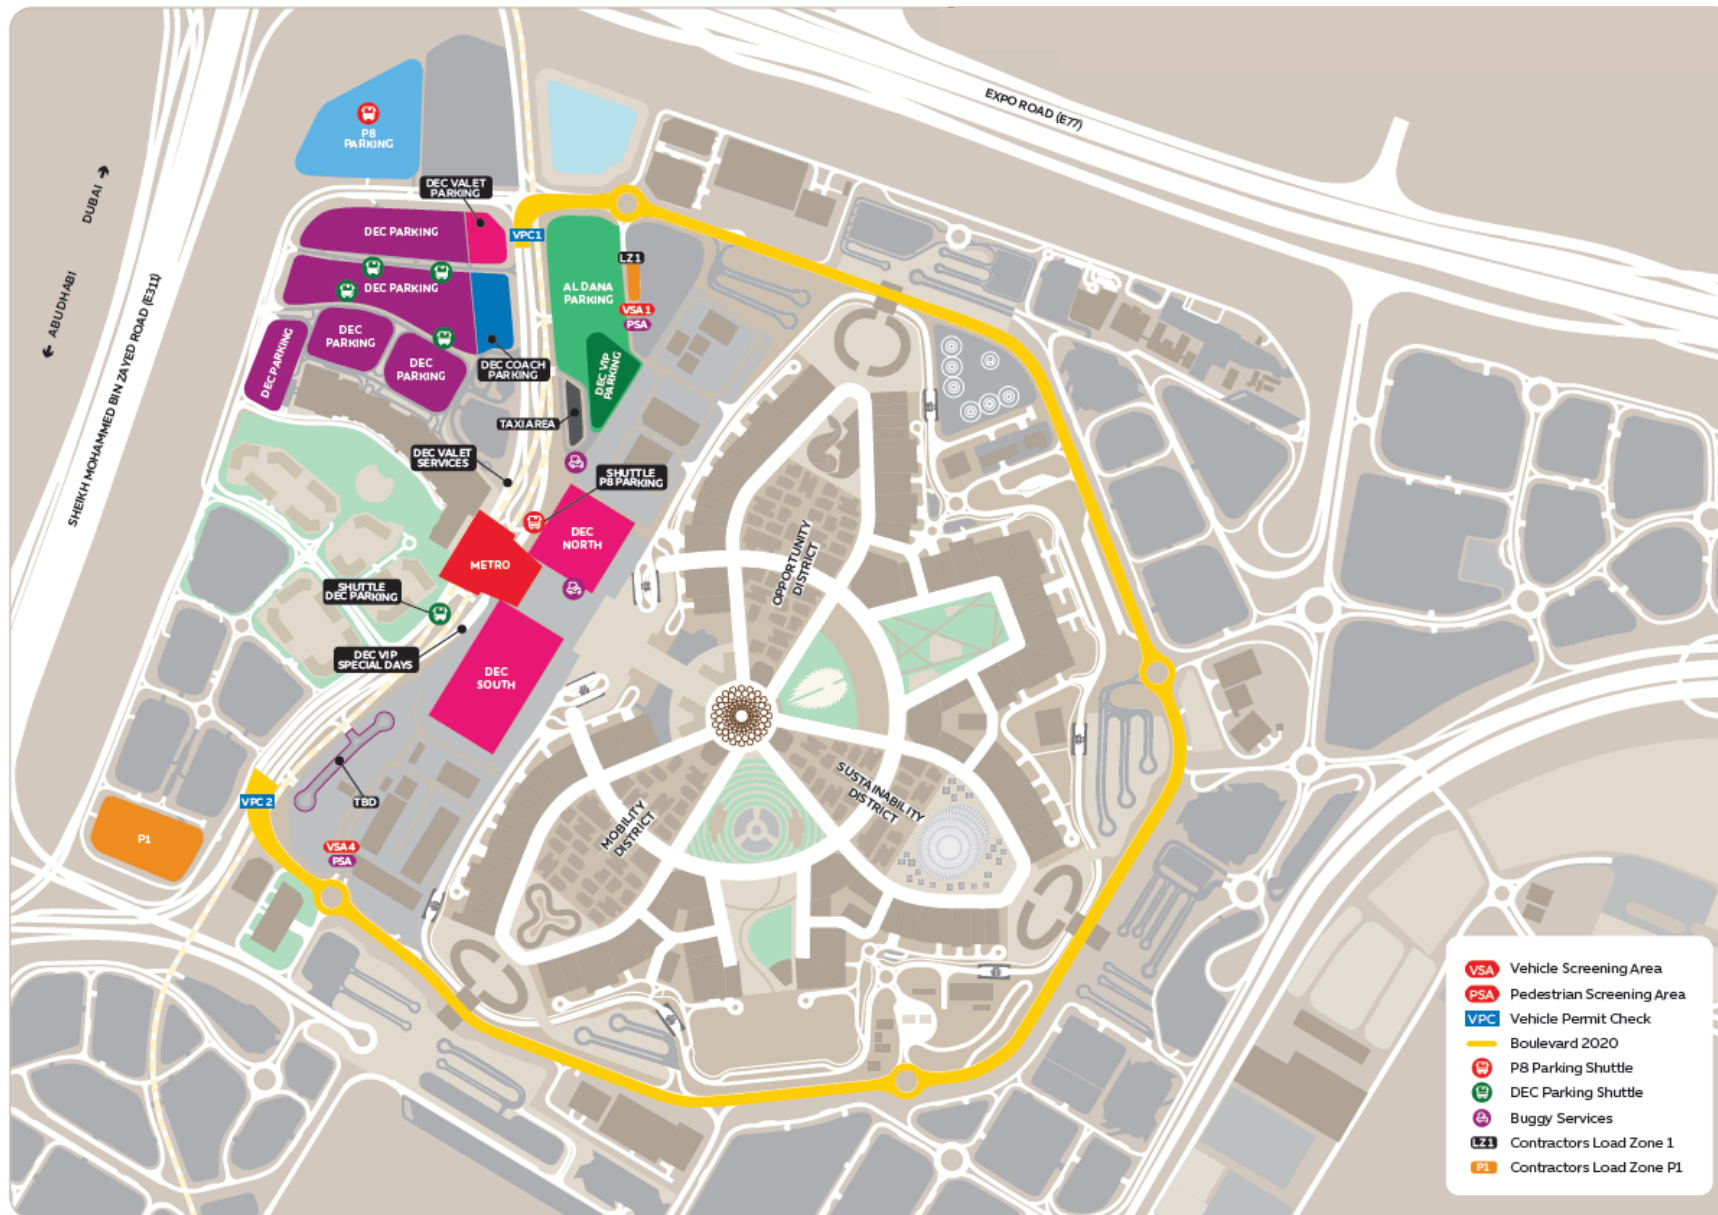 EXPO ROAD (E77)
P8
PARKING
DUBAI
ABU DHABI
SHEIKH MOHAMMED BIN ZAYED ROAD (E311)
DEC VALET
PARKING
DEC PARKING
VPC1
LZ 1
DEC PARKING
AL DANA
PARKING
VSA 1
PSA
DEC PARKING
DEC
PARKING
DEC
PARKING
DEC COACH
PARKING
DEC VIP
PARKING
TAXI AREA
DEC VALET
SERVICES
SHUTTLE
P8 PARKING
DEC
NORTH
METRO
OPPORTUNITY
DISTRICT
SHUTTLE
DEC PARKING
DEC VIP
SPECIAL DAYS
DEC
SOUTH
TBD
VPC 2
P1
VSA 4
PSA
MOBILITY
DISTRICT
SUSTAINABILITY
DISTRICT
VSA Vehicle Screening Area
PSA Pedestrian Screening Area
VPC Vehicle Permit Check
Boulevard 2020
P8 Parking Shuttle
DEC Parking Shuttle
Buggy Services
LZ1 Contractors Load Zone 1
P1 Contractors Load Zone P1